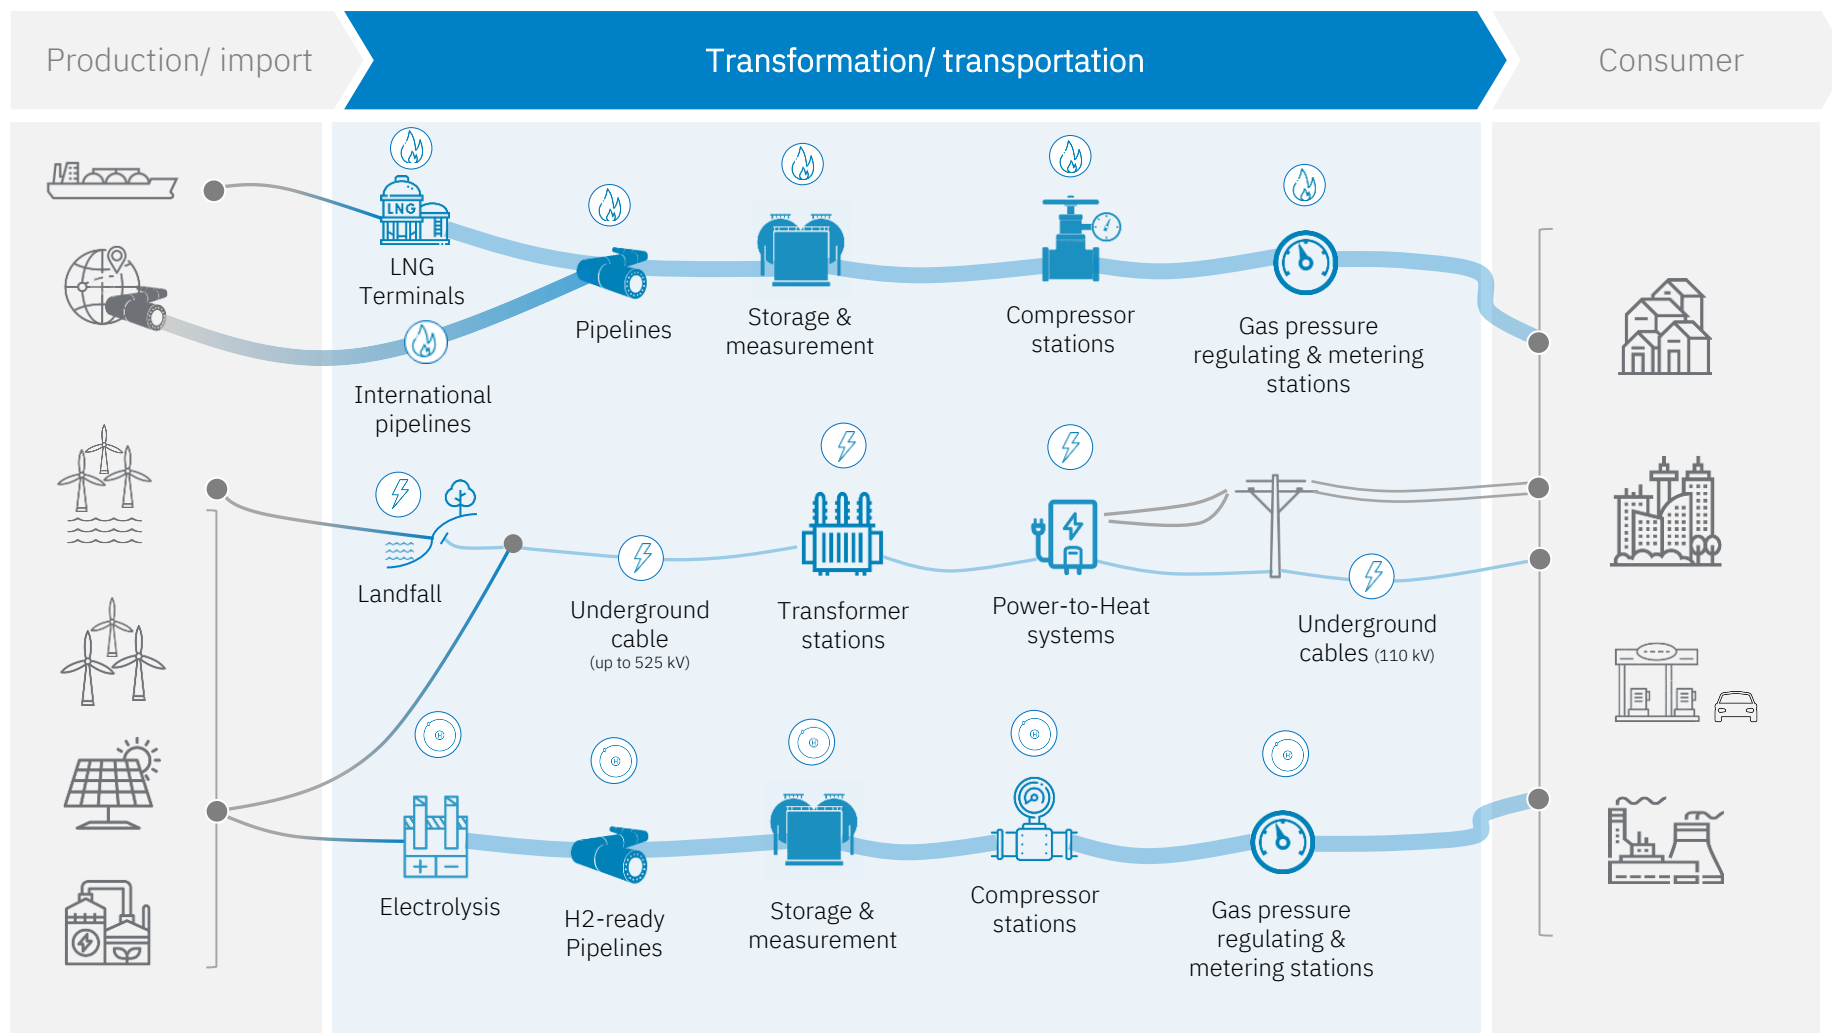 Production/ import
Transformation/ transportation
Consumer
LNG
LNG
Terminals
Pipelines
Storage &
measurement
Compressor
stations
Gas pressure
regulating & metering
stations
International
pipelines
Landfall
Underground
cable
(up to 525 kV)
Transformer
stations
Power-to-Heat
systems
Underground
cables (110 kV)
H
H
H
H
H
Electrolysis
H2-ready
Pipelines
Storage &
measurement
Compressor
stations
Gas pressure
regulating &
metering stations